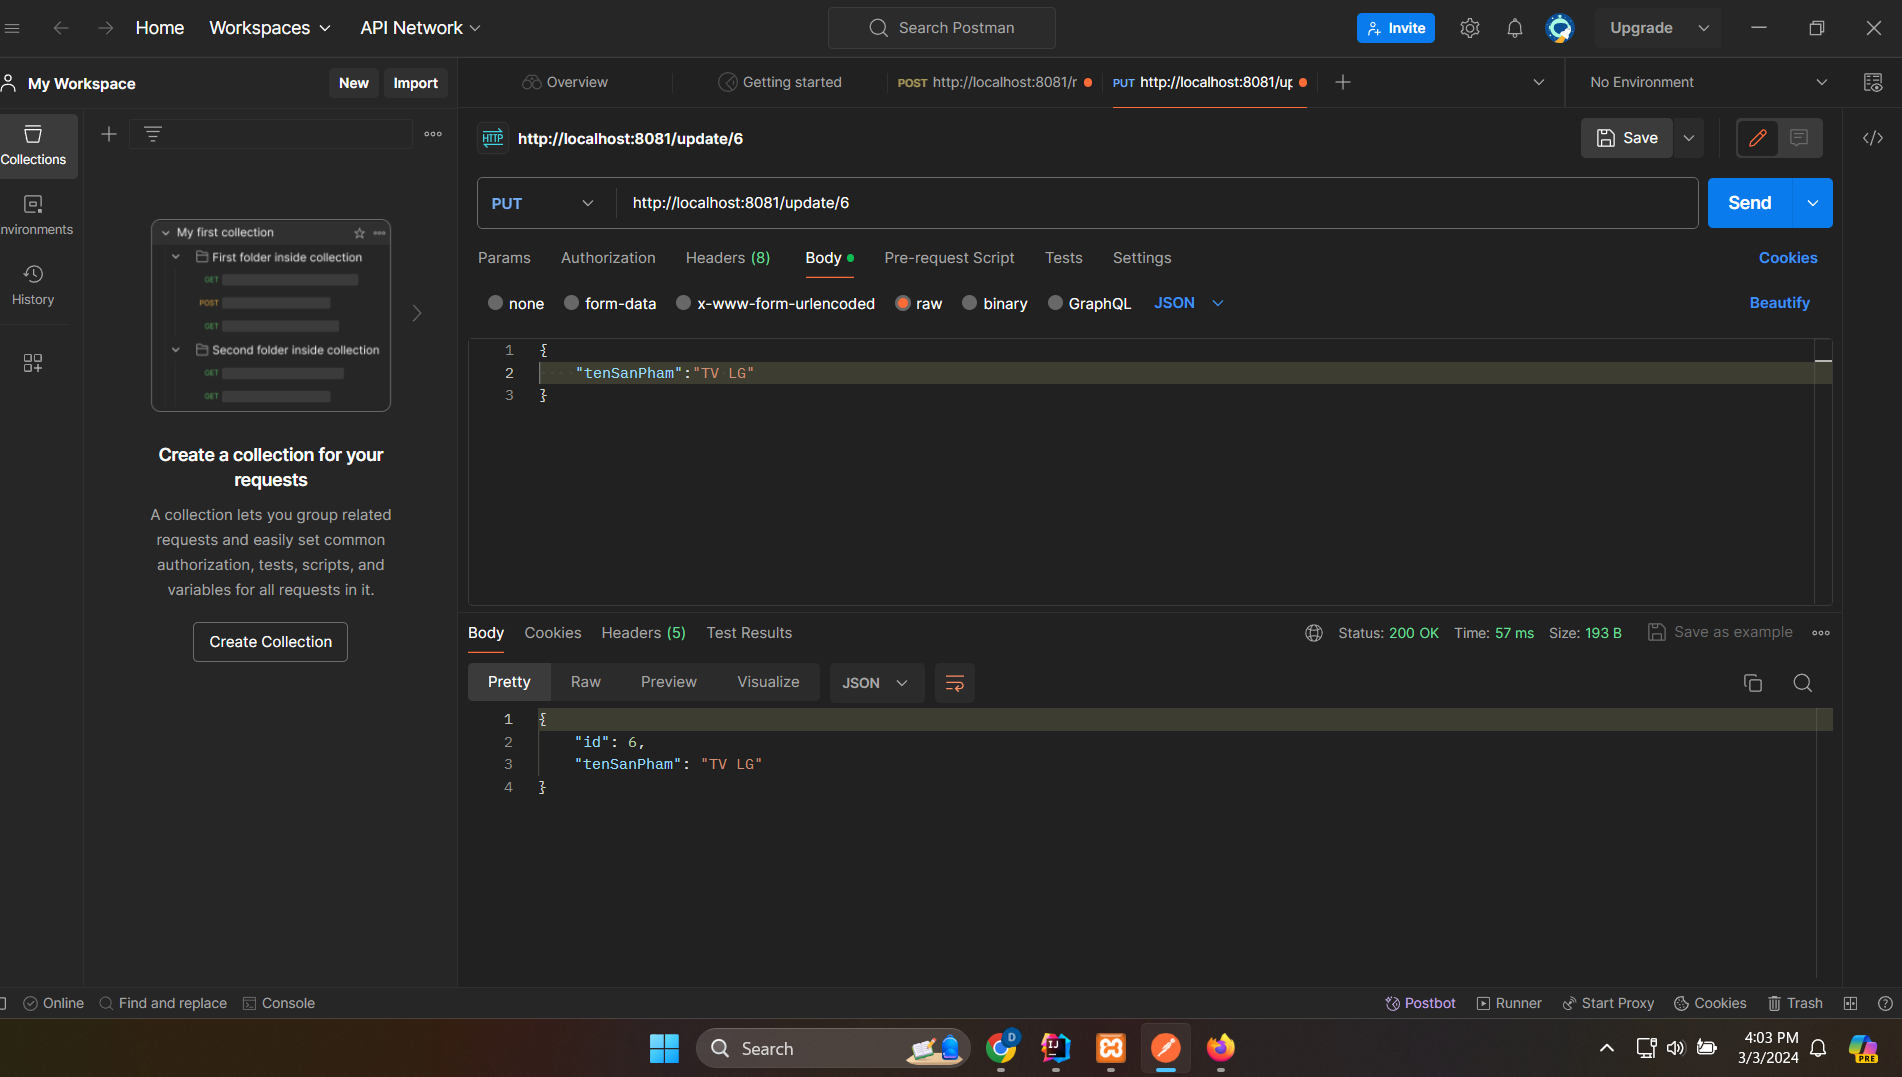 Home Workspaces API Network Search Postman Invite Upgrade
My Workspace New Import Overview Getting started POST http://localhost:8081/r PUT http://localhost:8081/up No Environment
Collections
nvironments
History
My first collection
First folder inside collection
GET
POST
GET
Second folder inside collection
GET
GET
Create a collection for your
requests
A collection lets you group related
requests and easily set common
authorization, tests, scripts, and
variables for all requests in it.
Create Collection
HTTP http://localhost:8081/update/6 Save
PUT http://localhost:8081/update/6 Send
Params Authorization Headers (8) Body Pre-request Script Tests Settings Cookies
none form-data x-www-form-urlencoded raw binary GraphQL JSON Beautify
1 {
2 "tenSanPham":"TV LG"
3 }
Body Cookies Headers (5) Test Results Status: 200 OK Time: 57 ms Size: 193 B Save as example
Pretty Raw Preview Visualize JSON
1 {
2 "id": 6,
3 "tenSanPham": "TV LG"
4 }
Online Find and replace Console Postbot Runner Start Proxy Cookies Trash
Search D IJ PRE
4:03 PM
3/3/2024